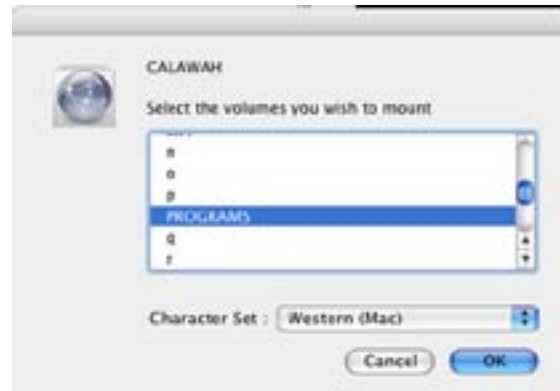 CALAWAH
Select the volumes you wish to mount
n
o
p
PROGRAMS
q
r
Character Set : Western (Mac)
Cancel OK